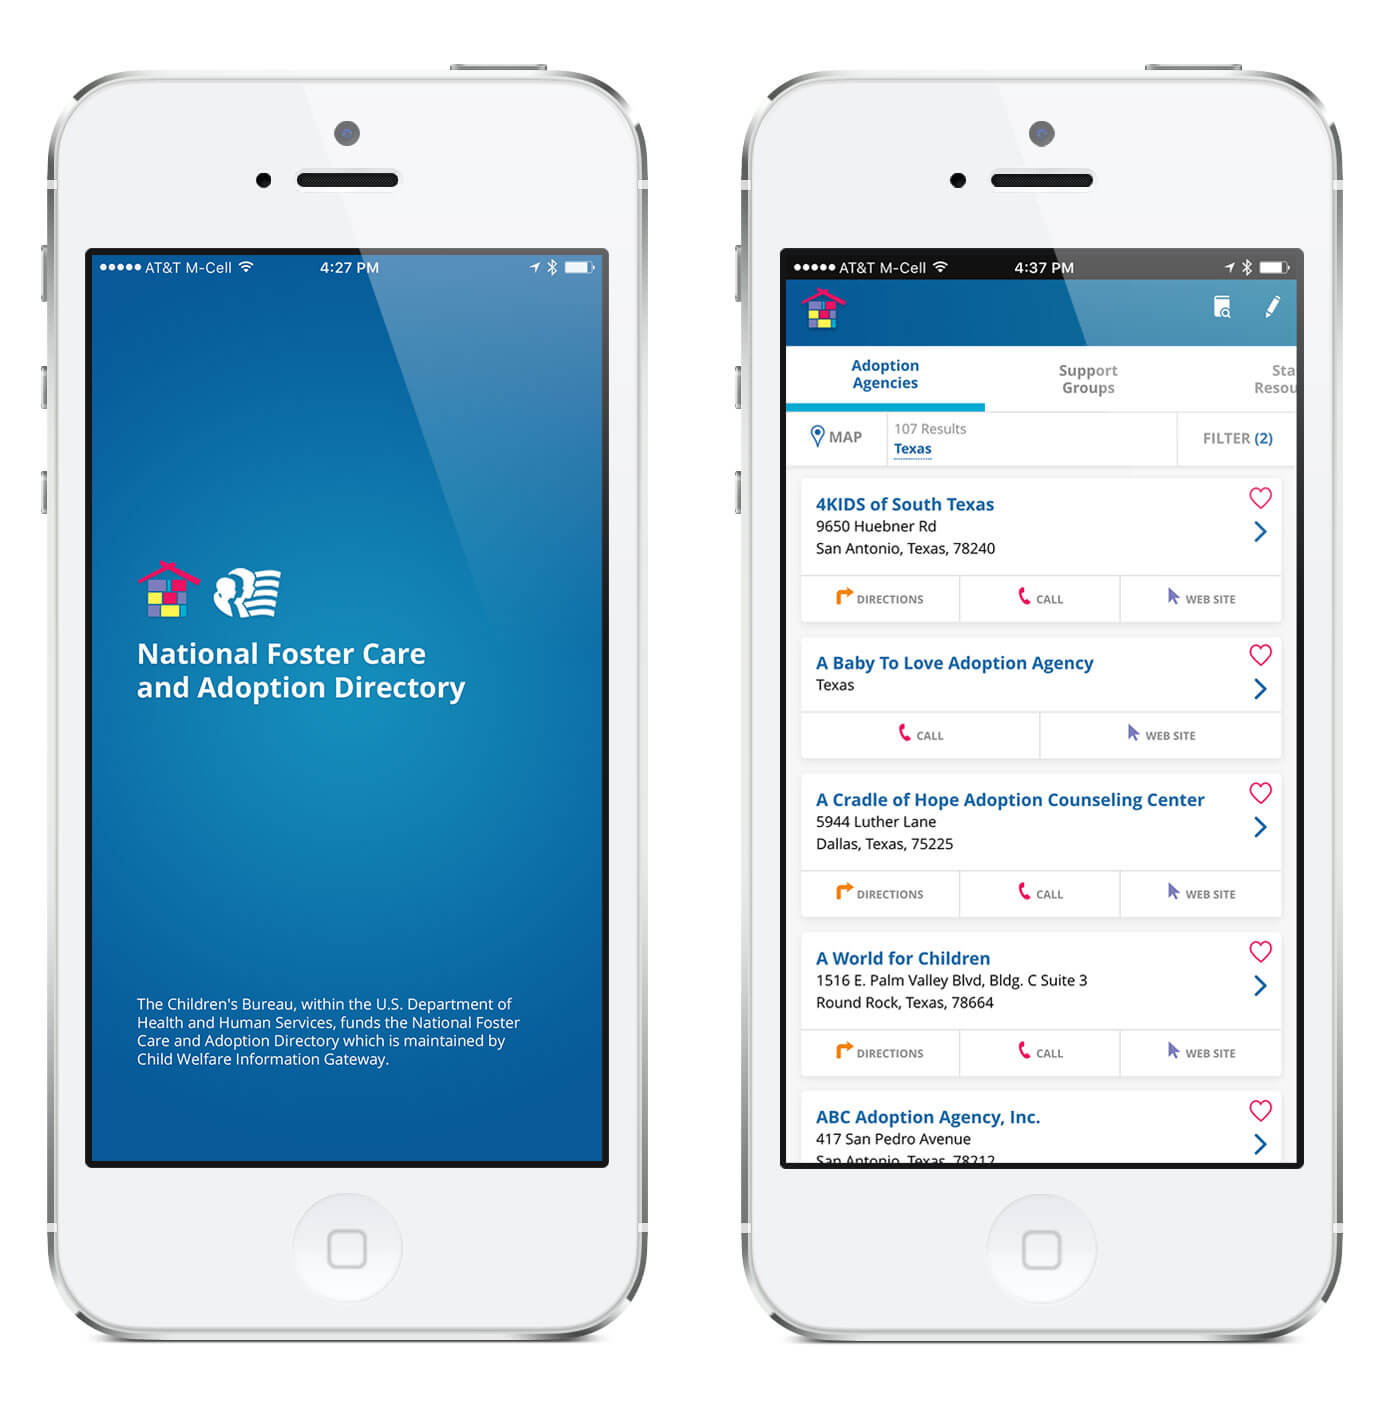 AT&T M-Cell 4:27 PM
National Foster Care
and Adoption Directory
The Children's Bureau, within the U.S. Department of
Health and Human Services, funds the National Foster
Care and Adoption Directory which is maintained by
Child Welfare Information Gateway.
AT&T M-Cell 4:37 PM
Adoption
Agencies
Support
Groups
Sta
Resou
MAP
107 Results
Texas
FILTER (2)
4KIDS of South Texas
9650 Huebner Rd
San Antonio, Texas, 78240
DIRECTIONS CALL WEB SITE
A Baby To Love Adoption Agency
Texas
CALL WEB SITE
A Cradle of Hope Adoption Counseling Center
5944 Luther Lane
Dallas, Texas, 75225
DIRECTIONS CALL WEB SITE
A World for Children
1516 E. Palm Valley Blvd, Bldg. C Suite 3
Round Rock, Texas, 78664
DIRECTIONS CALL WEB SITE
ABC Adoption Agency, Inc.
417 San Pedro Avenue
San Antonio, Texas, 78212